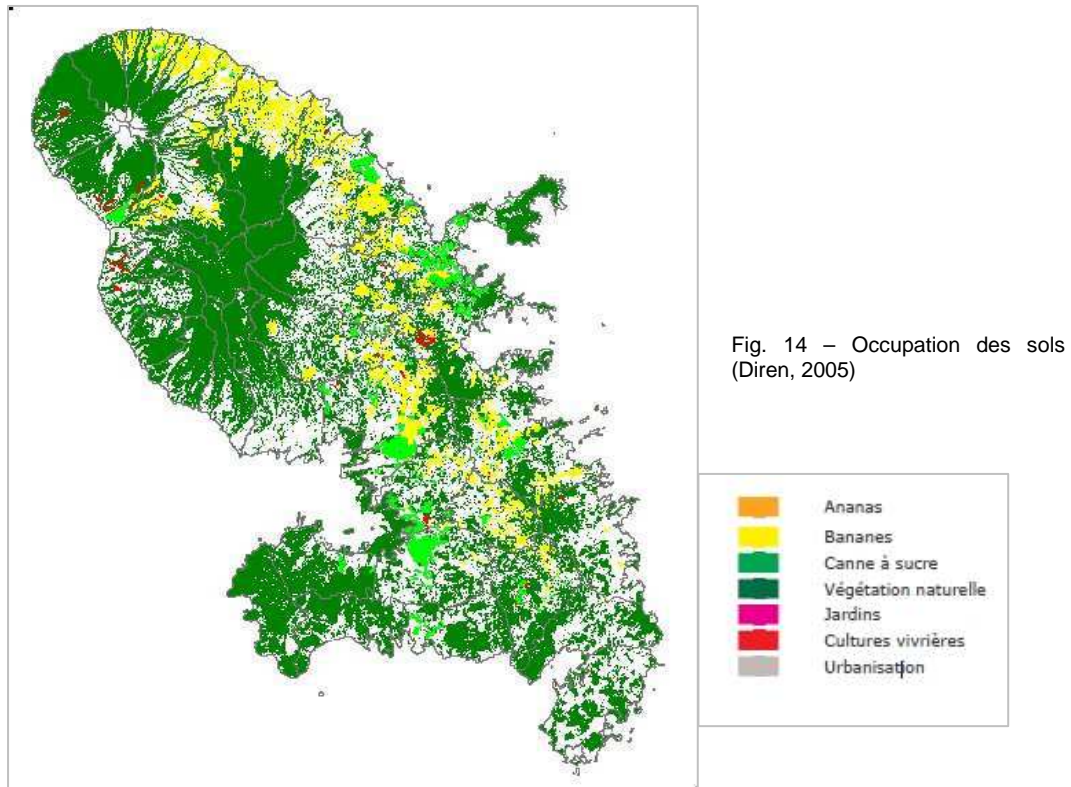 Fig. 14 – Occupation des sols
(Diren, 2005)
Ananas
Bananes
Canne à sucre
Végétation naturelle
Jardins
Cultures vivrières
Urbanisation